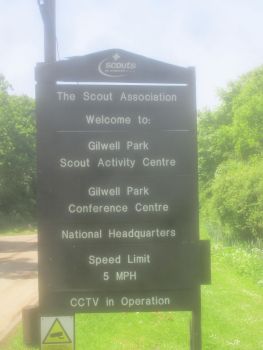 scouts
The Scout Association
Welcome to:
Gilwell Park
Scout Activity Centre
Gilwell Park
Conference Centre
National Headquarters
Speed Limit
5 MPH
CCTV in Operation